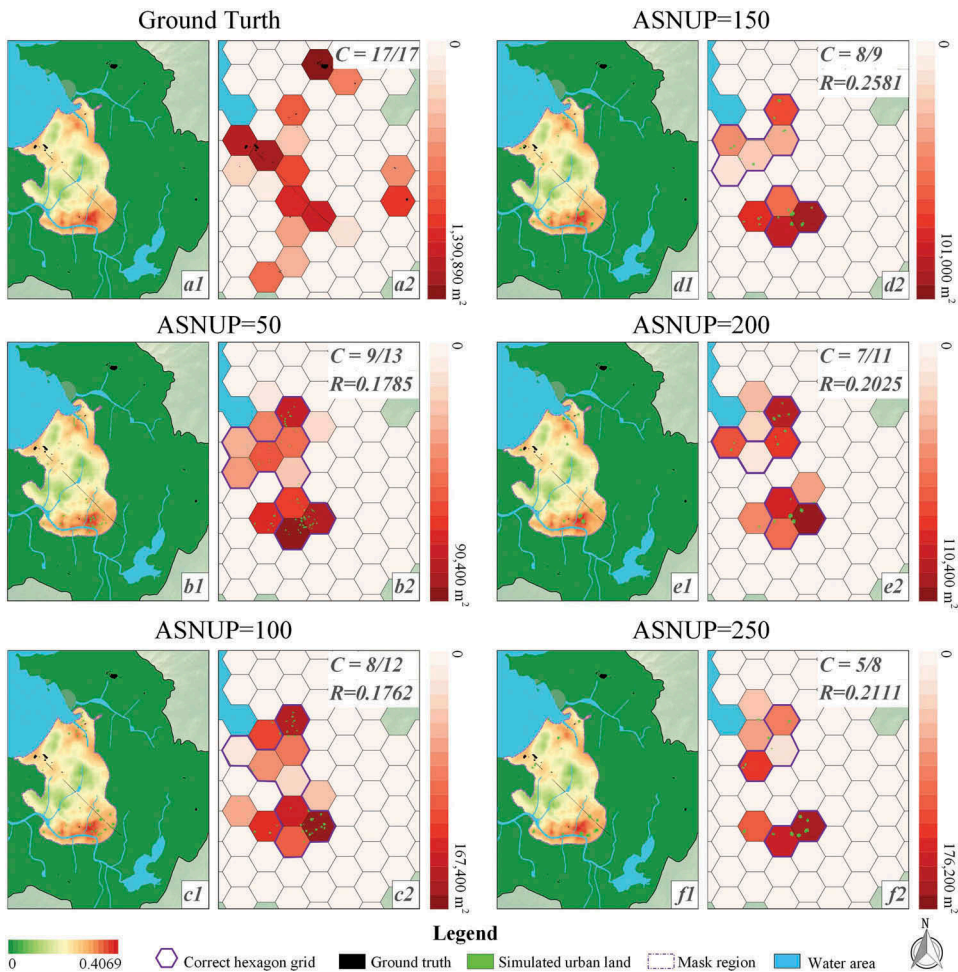 Ground Turth
C = 17/17
0
1,390,890 m²
a1
a2
ASNUP=150
C = 8/9
R=0.2581
0
101,000 m²
d1
d2
ASNUP=50
C = 9/13
R=0.1785
0
90,400 m²
b1
b2
ASNUP=200
C = 7/11
R=0.2025
0
110,400 m²
e1
e2
ASNUP=100
C = 8/12
R=0.1762
0
167,400 m²
c1
c2
ASNUP=250
C = 5/8
R=0.2111
0
176,200 m²
f1
f2
Legend
0 0.4069
Correct hexagon grid
Ground truth
Simulated urban land
Mask region
Water area
N